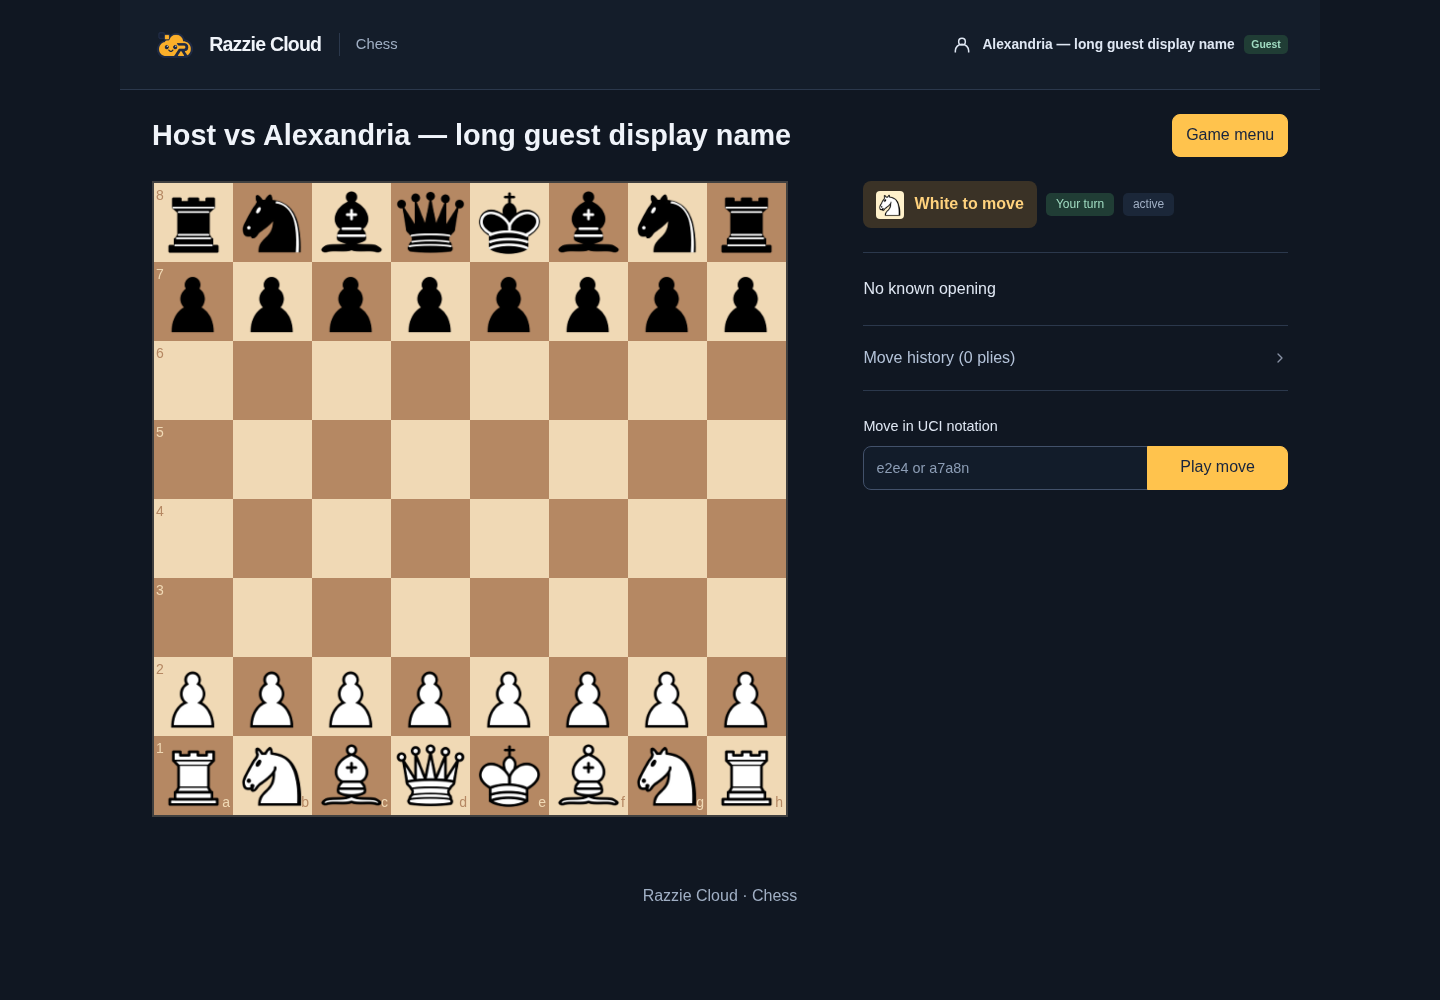 Razzie Cloud
Chess
Alexandria — long guest display name
Guest
Host vs Alexandria — long guest display name
Game menu
8
7
6
5
4
3
2
1
a
b
c
d
e
f
g
h
White to move
Your turn
active
No known opening
Move history (0 plies)
Move in UCI notation
e2e4 or a7a8n
Play move
Razzie Cloud · Chess